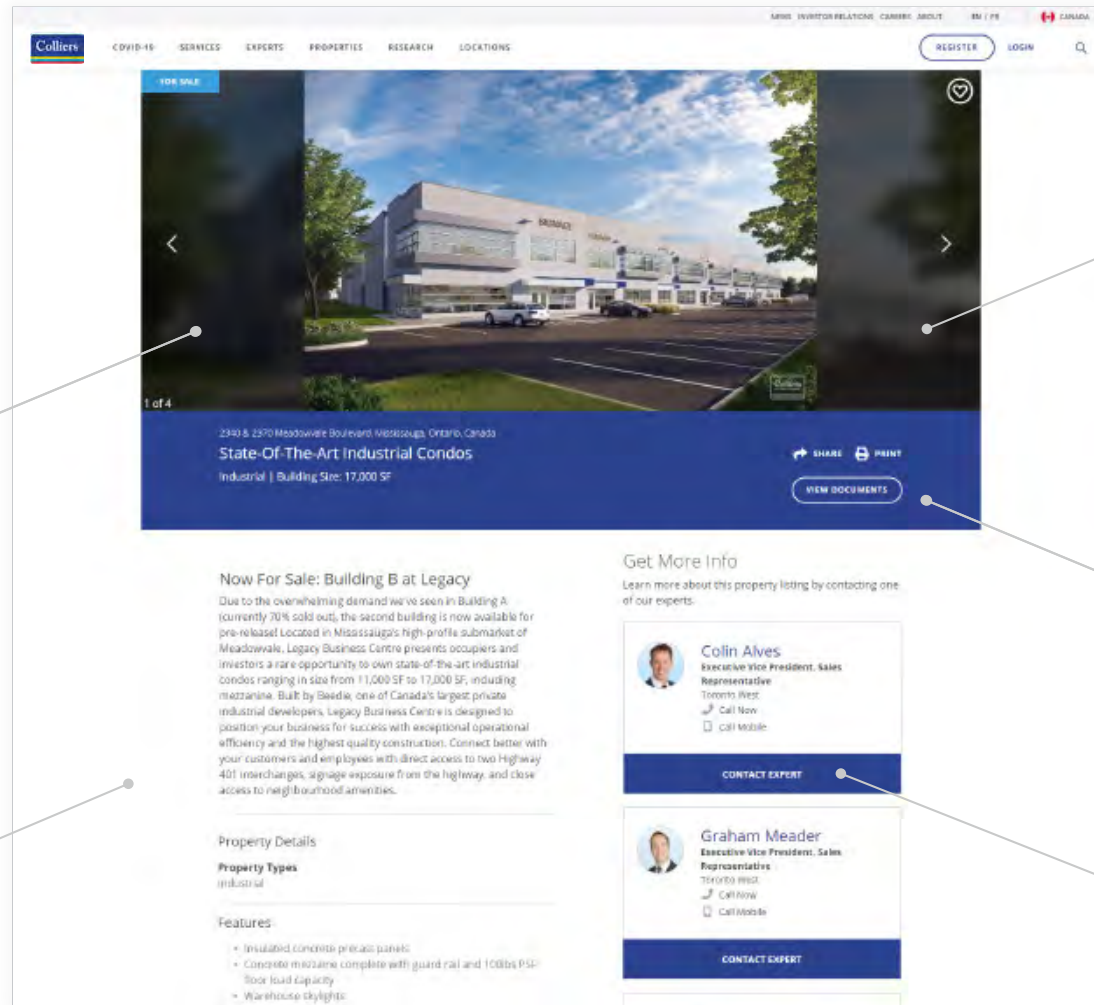 NEWS INVESTOR RELATIONS CAREERS ABOUT EN / FR CANADA
Colliers COVID-19 SERVICES EXPERTS PROPERTIES RESEARCH LOCATIONS REGISTER LOGIN
FOR SALE
Colliers
1 of 4
2340 & 2370 Meadowvale Boulevard Mississauga, Ontario, Canada
State-Of-The-Art Industrial Condos
Industrial | Building Size: 17,000 SF
SHARE PRINT
VIEW DOCUMENTS
Now For Sale: Building B at Legacy
Due to the overwhelming demand we've seen in Building A
(currently 70% sold out), the second building is now available for
pre-release! Located in Mississauga's high-profile submarket of
Meadowvale, Legacy Business Centre presents occupiers and
investors a rare opportunity to own state-of-the-art industrial
condos ranging in size from 11,000 SF to 17,000 SF, including
mezzanine. Built by Beedie, one of Canada's largest private
industrial developers, Legacy Business Centre is designed to
position your business for success with exceptional operational
efficiency and the highest quality construction. Connect better with
your customers and employees with direct access to two Highway
401 interchanges, signage exposure from the highway, and close
access to neighbourhood amenities.
Property Details
Property Types
Industrial
Features
• Insulated concrete precast panels
• Concrete mezzaine complete with guard rail and 100lbs PSF
floor load capacity
• Warehouse skylights
Get More Info
Learn more about this property listing by contacting one
of our experts.
Colin Alves
Executive Vice President, Sales
Representative
Toronto West
Call Now
Call Mobile
CONTACT EXPERT
Graham Meader
Executive Vice President, Sales
Representative
Toronto West
Call Now
Call Mobile
CONTACT EXPERT